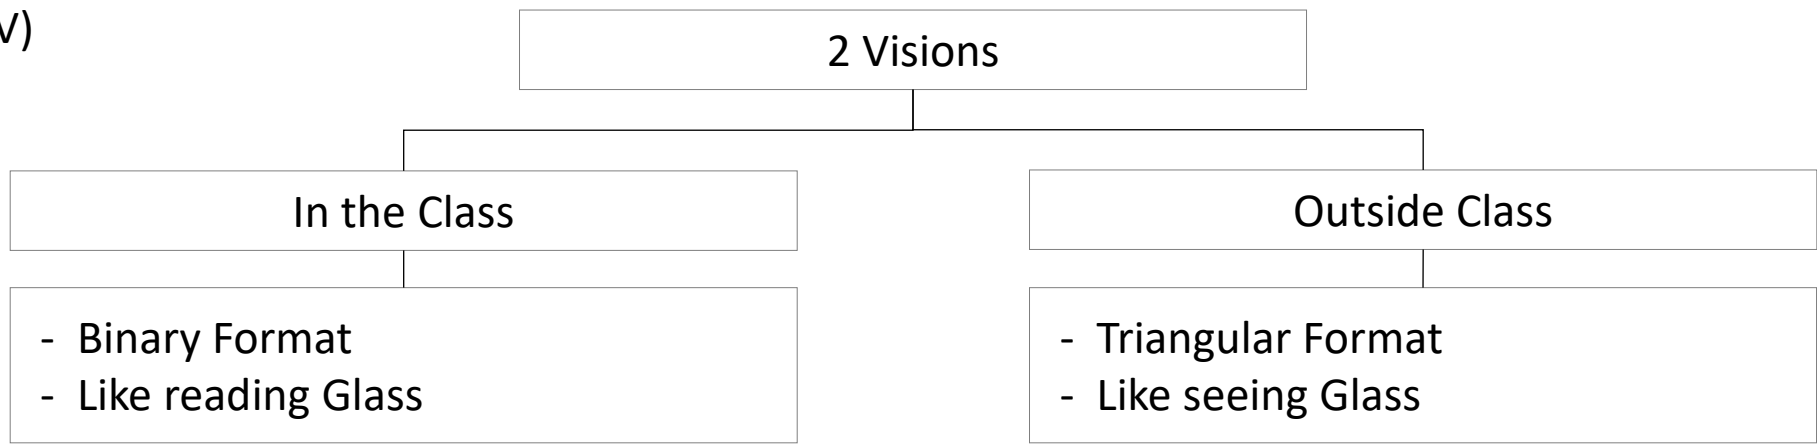 V)
2 Visions
In the Class
Outside Class
- Binary Format
- Like reading Glass
- Triangular Format
- Like seeing Glass